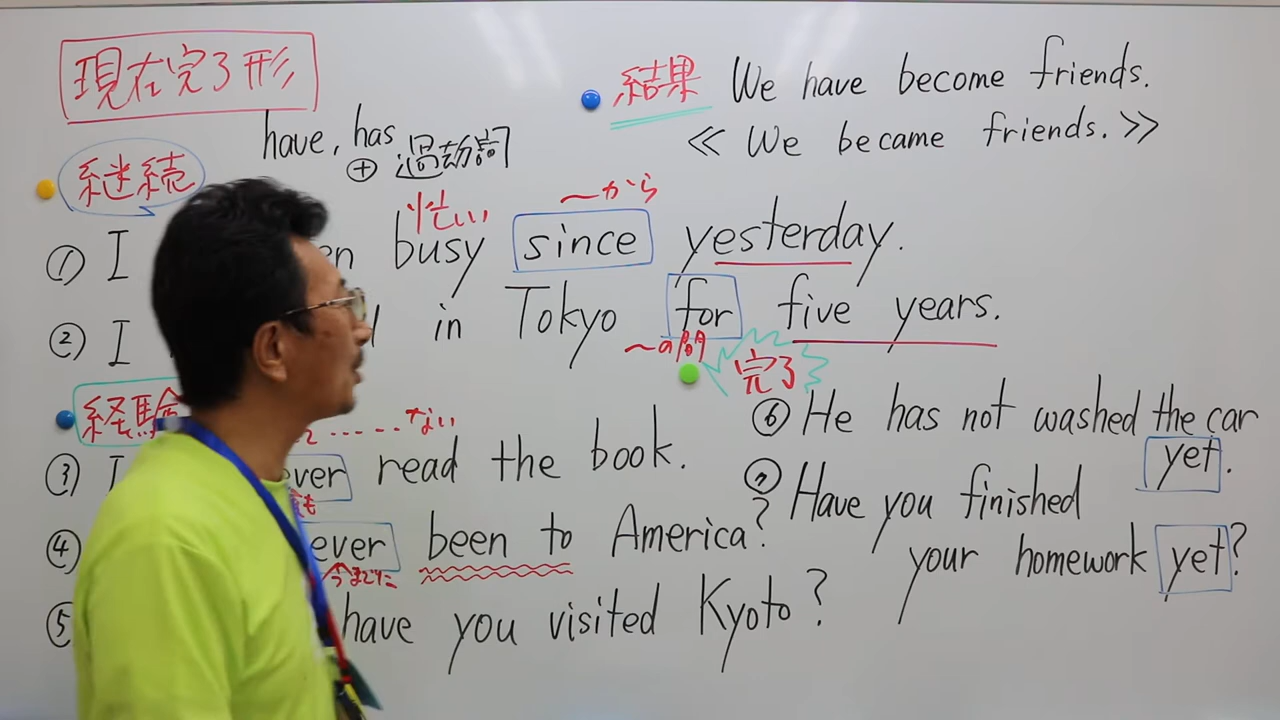 現在完了形
have, has
⊕ 過動詞
継続
① I busy since yesterday.
忙しい
〜から
② I in Tokyo for five years.
〜の間
経験
③ I read the book.
ない
④ ever been to America?
今までに
⑤ have you visited Kyoto?
結果 We have become friends.
≪ We became friends. ≫
完了
⑥ He has not washed the car
yet.
⑦ Have you finished
your homework yet?